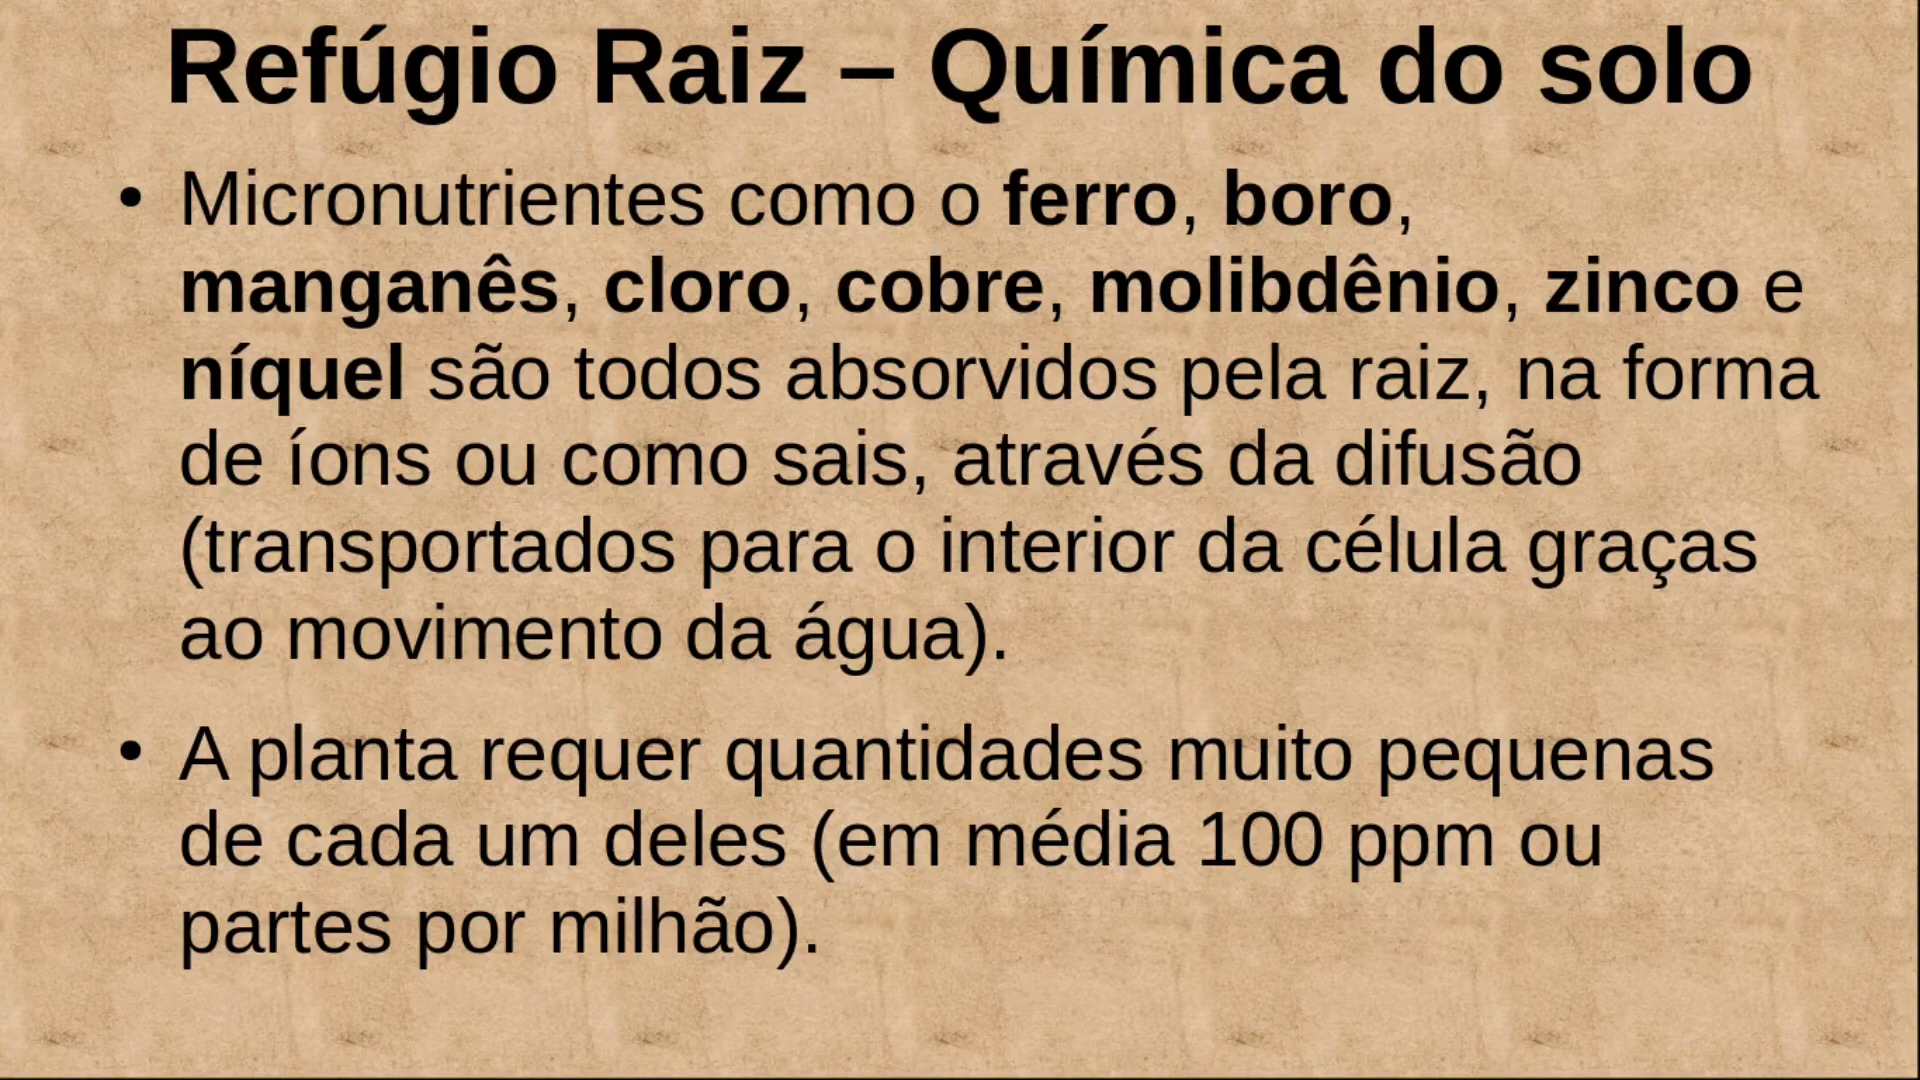 Refúgio Raiz – Química do solo
• Micronutrientes como o ferro, boro,
manganês, cloro, cobre, molibdênio, zinco e
níquel são todos absorvidos pela raiz, na forma
de íons ou como sais, através da difusão
(transportados para o interior da célula graças
ao movimento da água).
• A planta requer quantidades muito pequenas
de cada um deles (em média 100 ppm ou
partes por milhão).